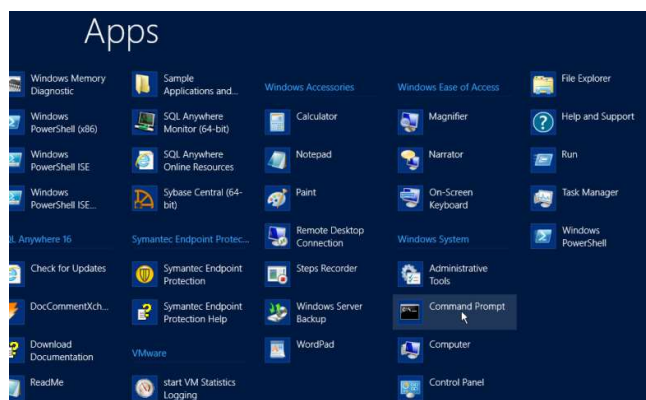 Apps
Windows Memory
Diagnostic
Windows
PowerShell (x86)
Windows
PowerShell ISE
Windows
PowerShell ISE...
L Anywhere 16
Check for Updates
DocCommentXch...
Download
Documentation
ReadMe
Sample
Applications and...
SQL Anywhere
Monitor (64-bit)
SQL Anywhere
Online Resources
Sybase Central (64-
bit)
Symantec Endpoint Protec...
Symantec Endpoint
Protection
Symantec Endpoint
Protection Help
VMware
start VM Statistics
Logging
Windows Accessories
Calculator
Notepad
Paint
Remote Desktop
Connection
Steps Recorder
Windows Server
Backup
WordPad
Windows Ease of Access
Magnifier
Narrator
On-Screen
Keyboard
Windows System
Administrative
Tools
Command Prompt
Computer
Control Panel
File Explorer
Help and Support
Run
Task Manager
Windows
PowerShell